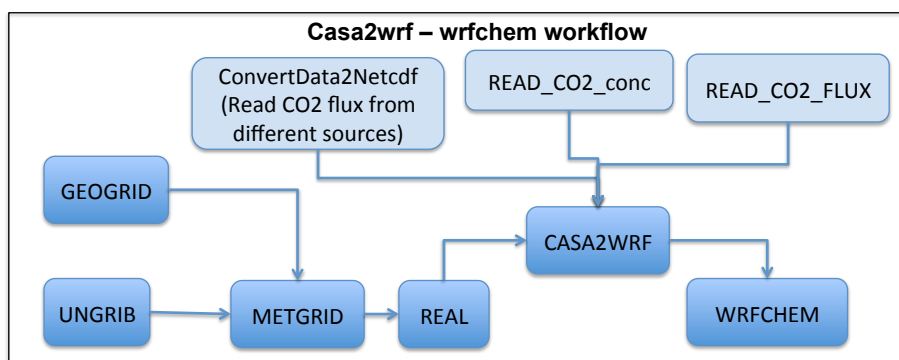 Casa2wrf – wrfchem workflow
ConvertData2Netcdf
(Read CO2 flux from
different sources)
READ_CO2_conc
READ_CO2_FLUX
GEOGRID
CASA2WRF
UNGRIB
METGRID
REAL
WRFCHEM